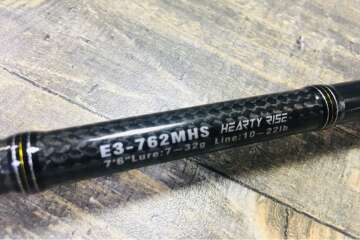 E3-762MHS HEARTY RISE
7'6" Lure:7-32g Line:10-22lb